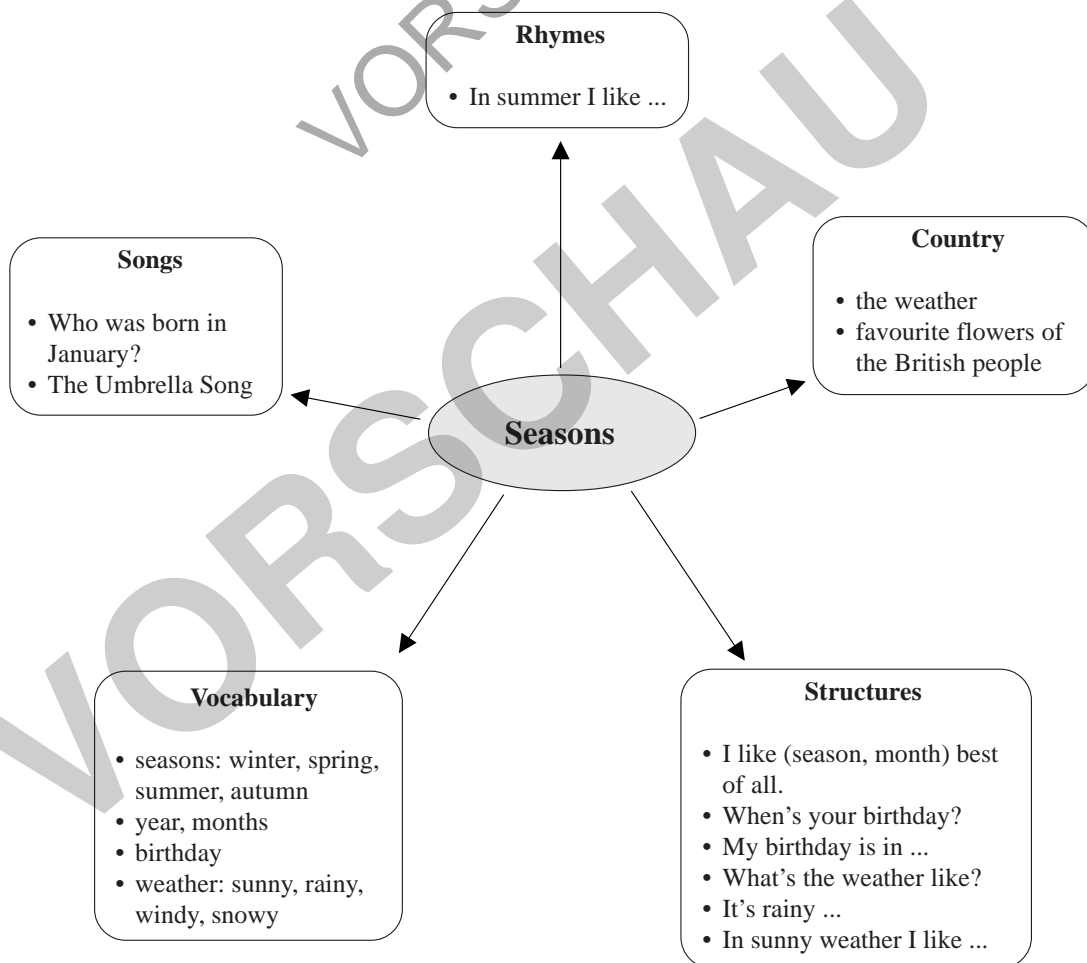 VORS
VORSCHAU
Rhymes
• In summer I like ...
Songs
• Who was born in
January?
• The Umbrella Song
Country
• the weather
• favourite flowers of
the British people
Seasons
Vocabulary
• seasons: winter, spring,
summer, autumn
• year, months
• birthday
• weather: sunny, rainy,
windy, snowy
Structures
• I like (season, month) best
of all.
• When's your birthday?
• My birthday is in ...
• What's the weather like?
• It's rainy ...
• In sunny weather I like ...